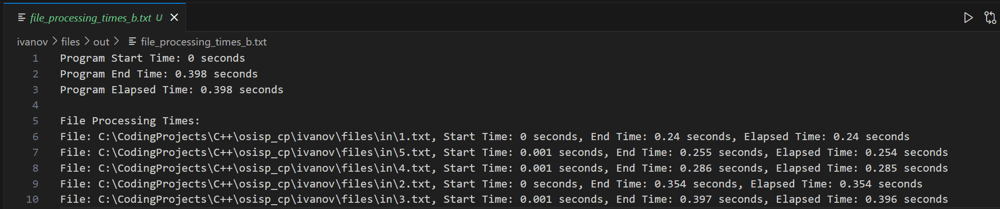 file_processing_times_b.txt U
ivanov > files > out > file_processing_times_b.txt
1 Program Start Time: 0 seconds
2 Program End Time: 0.398 seconds
3 Program Elapsed Time: 0.398 seconds
4
5 File Processing Times:
6 File: C:\CodingProjects\C++\osisp_cp\ivanov\files\in\1.txt, Start Time: 0 seconds, End Time: 0.24 seconds, Elapsed Time: 0.24 seconds
7 File: C:\CodingProjects\C++\osisp_cp\ivanov\files\in\5.txt, Start Time: 0.001 seconds, End Time: 0.255 seconds, Elapsed Time: 0.254 seconds
8 File: C:\CodingProjects\C++\osisp_cp\ivanov\files\in\4.txt, Start Time: 0.001 seconds, End Time: 0.286 seconds, Elapsed Time: 0.285 seconds
9 File: C:\CodingProjects\C++\osisp_cp\ivanov\files\in\2.txt, Start Time: 0 seconds, End Time: 0.354 seconds, Elapsed Time: 0.354 seconds
10 File: C:\CodingProjects\C++\osisp_cp\ivanov\files\in\3.txt, Start Time: 0.001 seconds, End Time: 0.397 seconds, Elapsed Time: 0.396 seconds